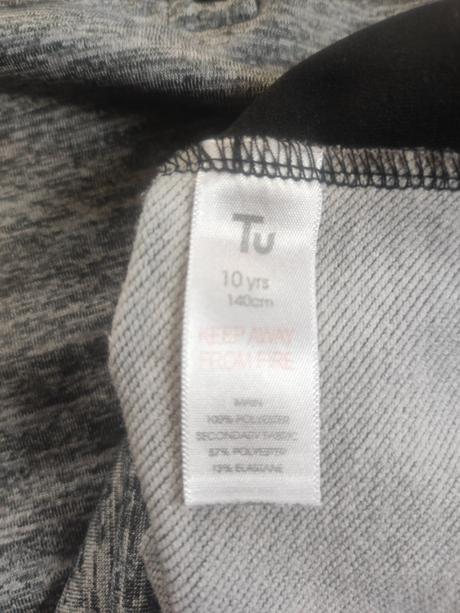 Tu
10 yrs
140cm
KEEP AWAY
FROM FIRE
MAIN
100% POLYESTER
SECONDARY FABRIC
87% POLYESTER
13% ELASTANE